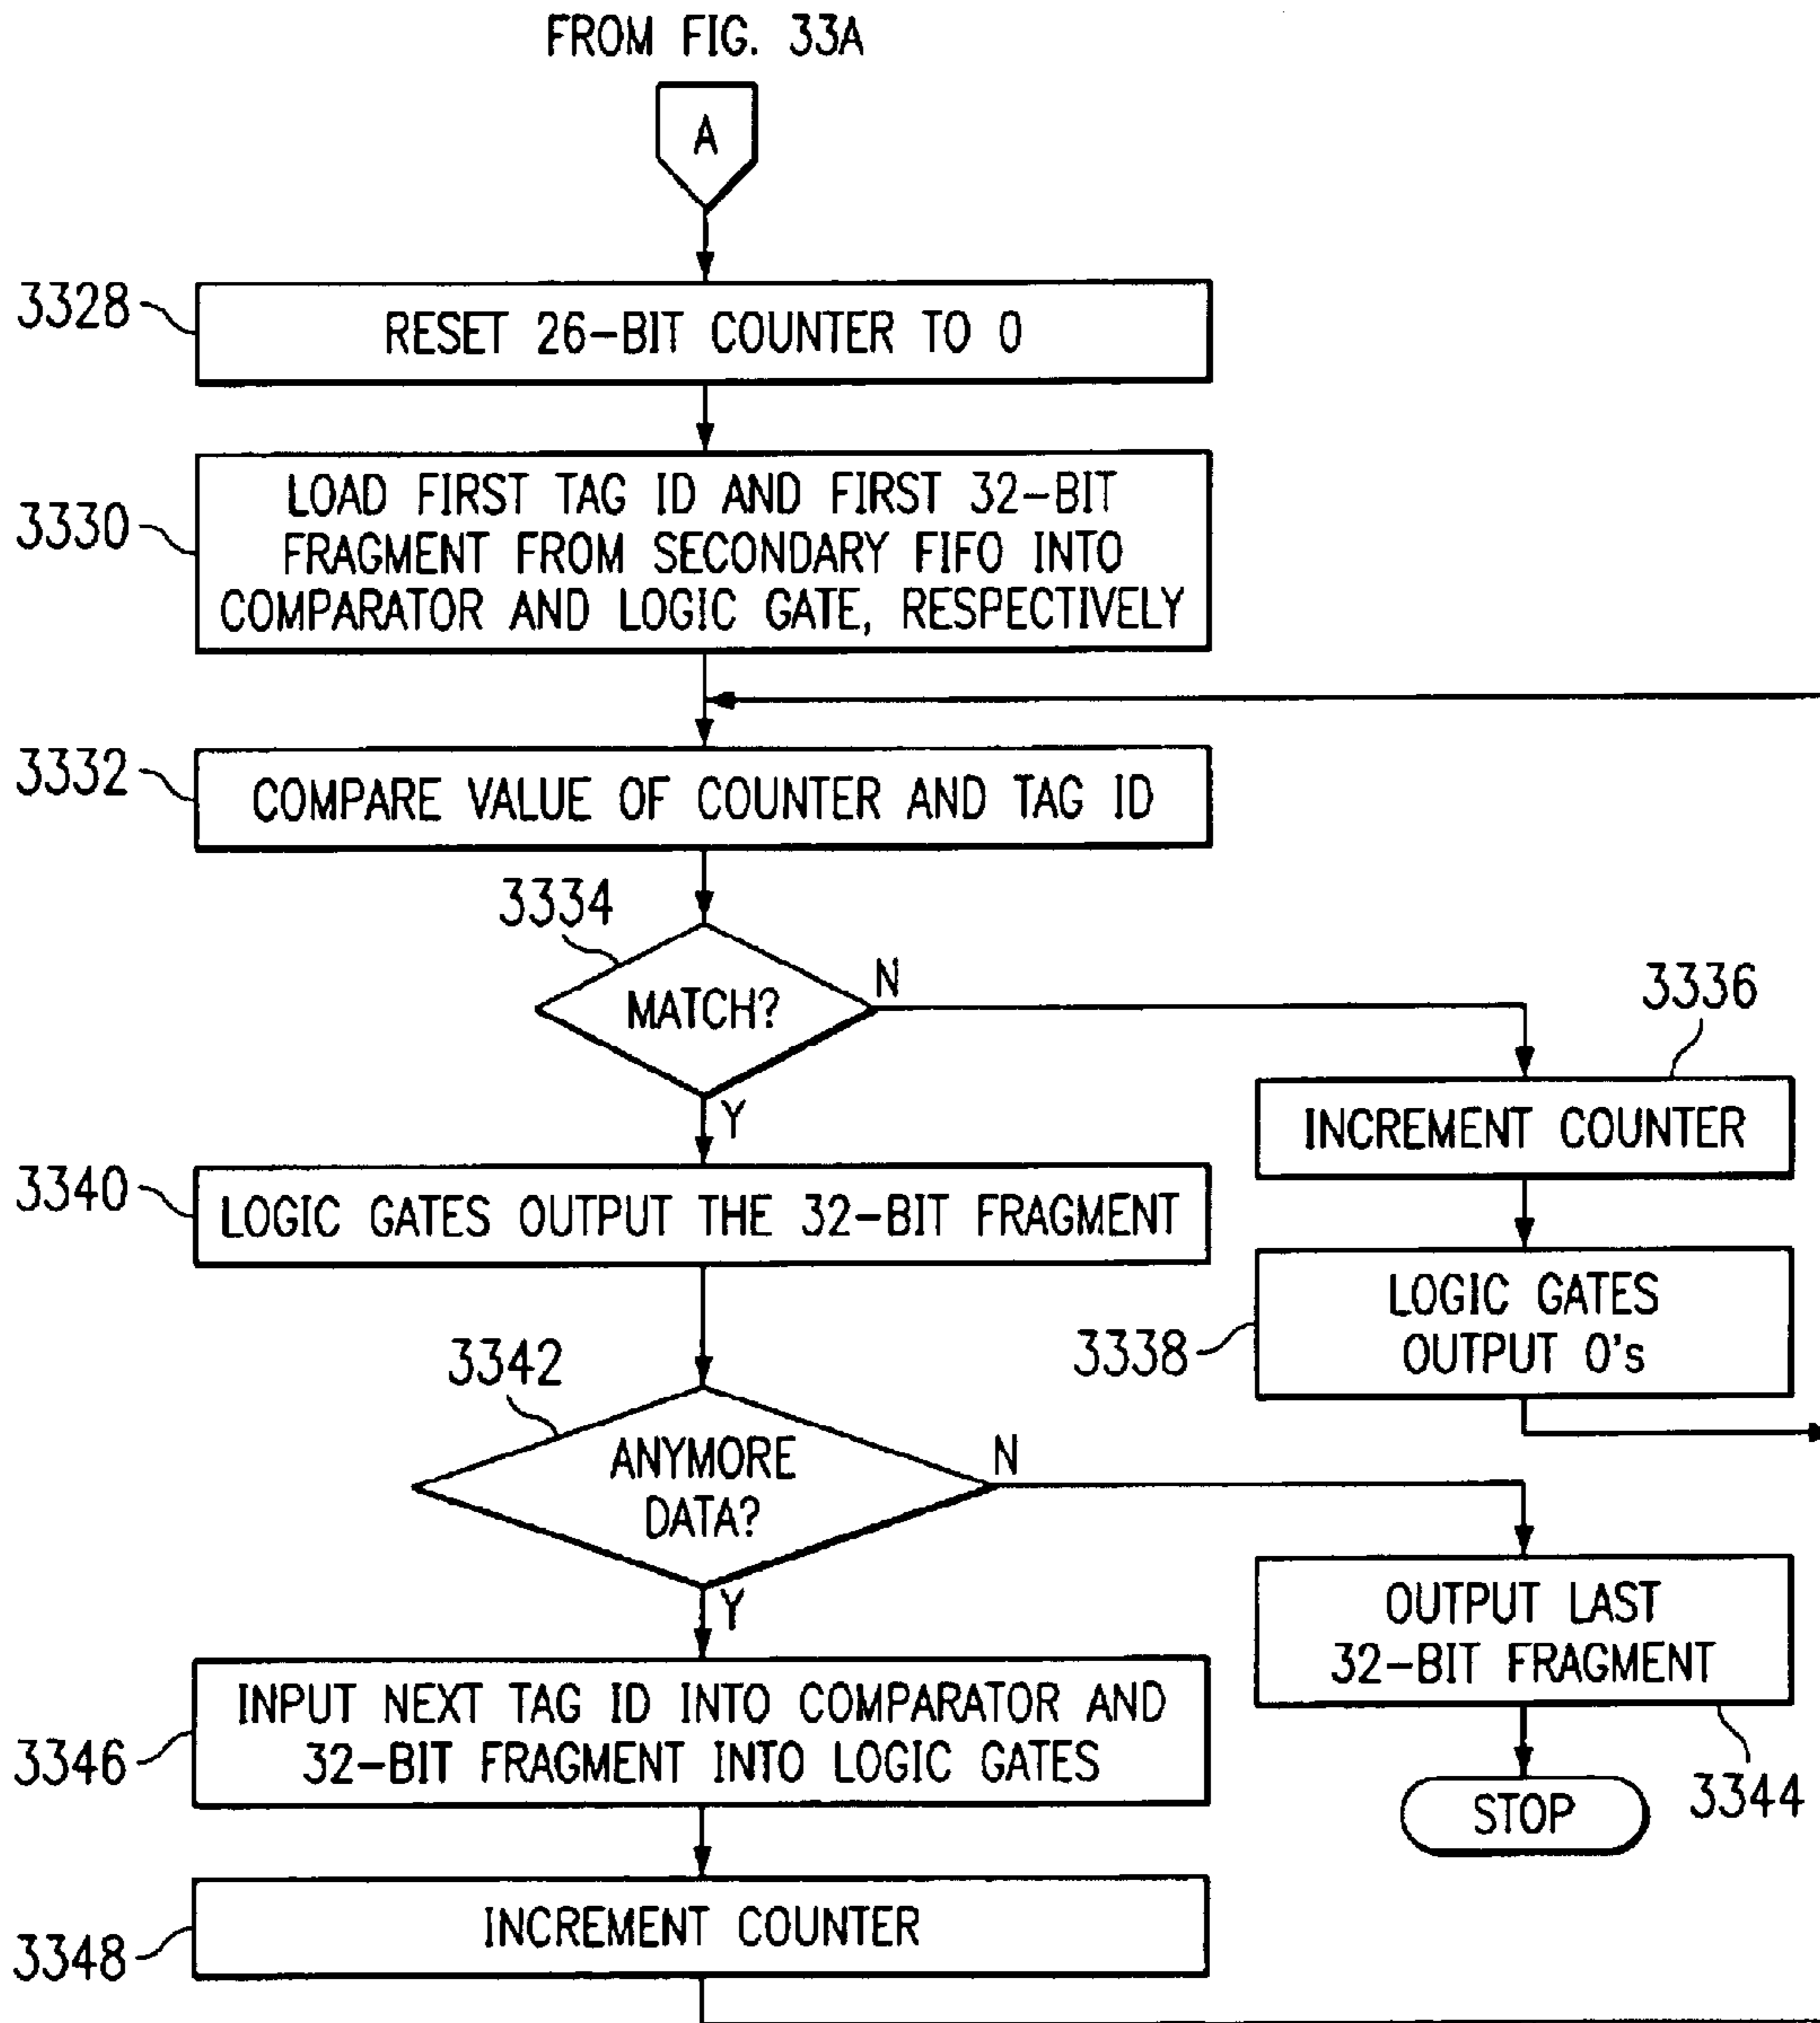 FROM FIG. 33A
A
3328
RESET 26-BIT COUNTER TO 0
3330
LOAD FIRST TAG ID AND FIRST 32-BIT
FRAGMENT FROM SECONDARY FIFO INTO
COMPARATOR AND LOGIC GATE, RESPECTIVELY
3332
COMPARE VALUE OF COUNTER AND TAG ID
3334
MATCH?
N
Y
3336
INCREMENT COUNTER
3338
LOGIC GATES
OUTPUT 0's
3340
LOGIC GATES OUTPUT THE 32-BIT FRAGMENT
3342
ANYMORE
DATA?
N
Y
OUTPUT LAST
32-BIT FRAGMENT
3344
STOP
3346
INPUT NEXT TAG ID INTO COMPARATOR AND
32-BIT FRAGMENT INTO LOGIC GATES
3348
INCREMENT COUNTER